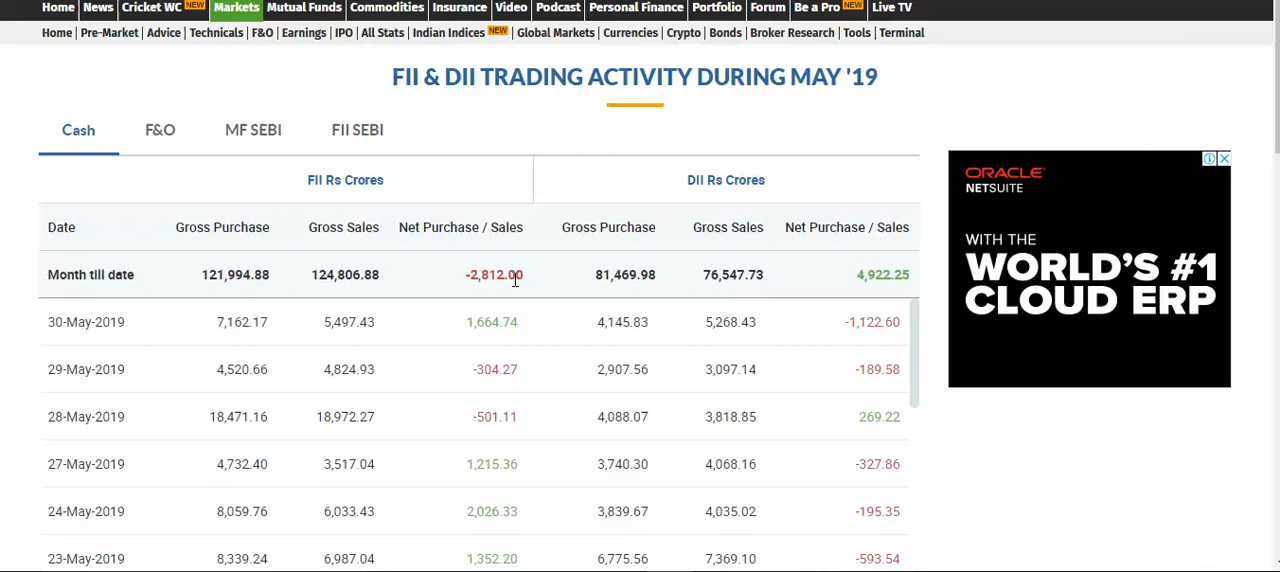 Home News Cricket WC NEW Markets Mutual Funds Commodities Insurance Video Podcast Personal Finance Portfolio Forum Be a Pro NEW Live TV
Home | Pre-Market | Advice | Technicals | F&O | Earnings | IPO | All Stats | Indian Indices NEW | Global Markets | Currencies | Crypto | Bonds | Broker Research | Tools | Terminal
FII & DII TRADING ACTIVITY DURING MAY '19
Cash F&O MF SEBI FII SEBI
FII Rs Crores DII Rs Crores
Date Gross Purchase Gross Sales Net Purchase / Sales Gross Purchase Gross Sales Net Purchase / Sales
Month till date 121,994.88 124,806.88 -2,812.00 81,469.98 76,547.73 4,922.25
30-May-2019 7,162.17 5,497.43 1,664.74 4,145.83 5,268.43 -1,122.60
29-May-2019 4,520.66 4,824.93 -304.27 2,907.56 3,097.14 -189.58
28-May-2019 18,471.16 18,972.27 -501.11 4,088.07 3,818.85 269.22
27-May-2019 4,732.40 3,517.04 1,215.36 3,740.30 4,068.16 -327.86
24-May-2019 8,059.76 6,033.43 2,026.33 3,839.67 4,035.02 -195.35
23-May-2019 8,339.24 6,987.04 1,352.20 6,775.56 7,369.10 -593.54
ORACLE
NETSUITE
WITH THE
WORLD'S #1
CLOUD ERP